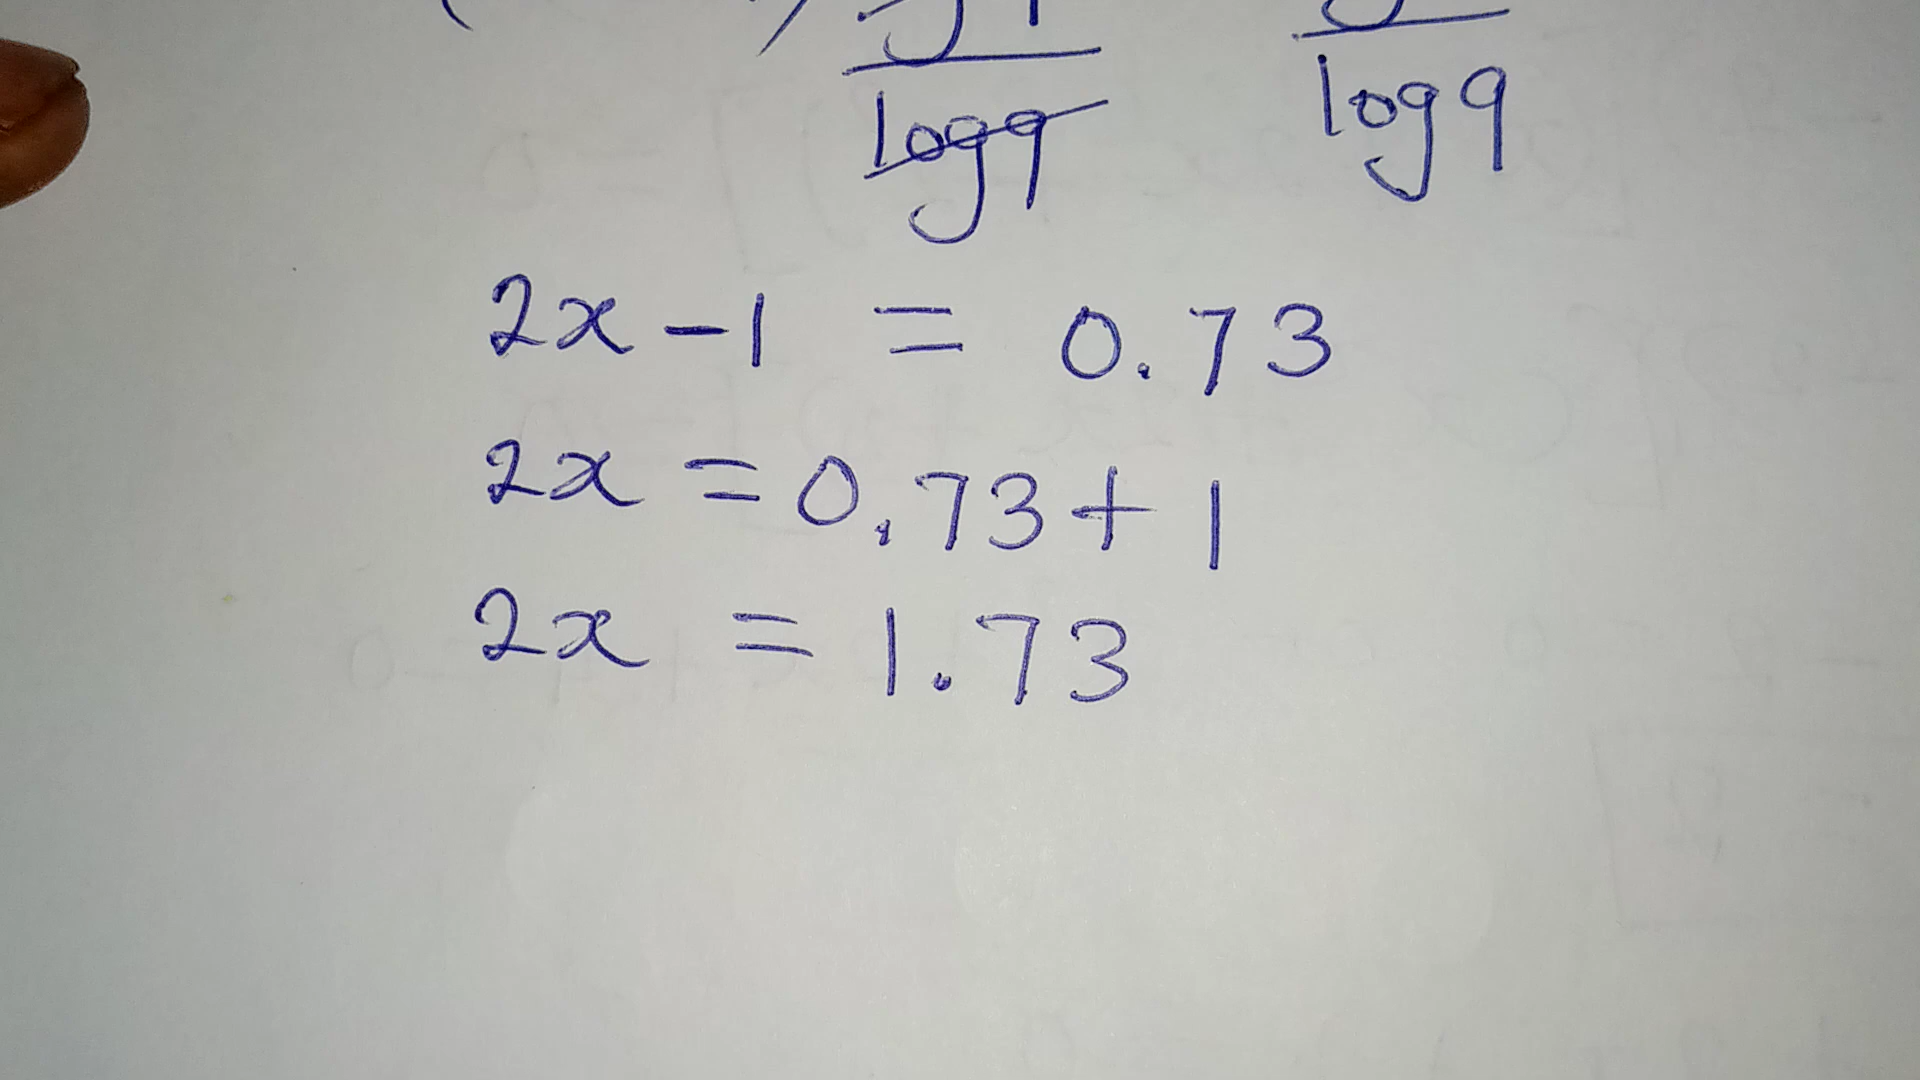 log9 log9
2x - 1 = 0.73
2x = 0.73 + 1
2x = 1.73